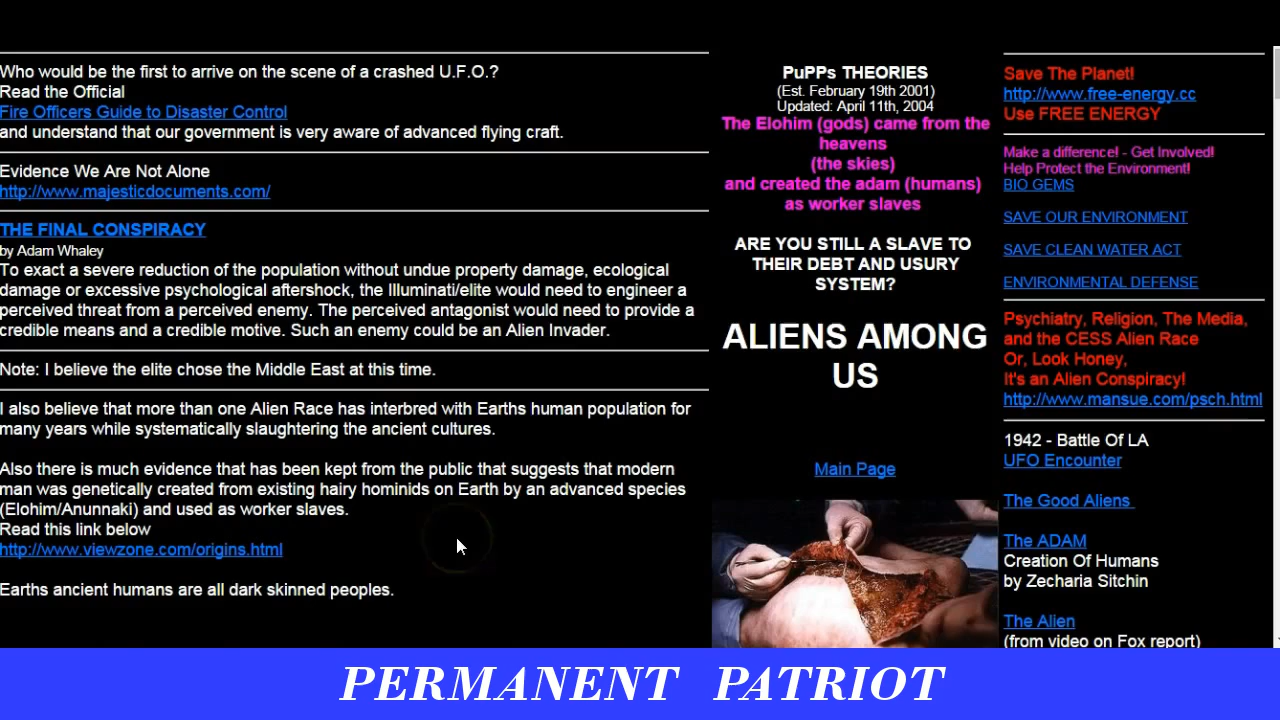 Who would be the first to arrive on the scene of a crashed U.F.O.?
Read the Official
Fire Officers Guide to Disaster Control
and understand that our government is very aware of advanced flying craft.
Evidence We Are Not Alone
http://www.majesticdocuments.com/
THE FINAL CONSPIRACY
by Adam Whaley
To exact a severe reduction of the population without undue property damage, ecological
damage or excessive psychological aftershock, the Illuminati/elite would need to engineer a
perceived threat from a perceived enemy. The perceived antagonist would need to provide a
credible means and a credible motive. Such an enemy could be an Alien Invader.
Note: I believe the elite chose the Middle East at this time.
I also believe that more than one Alien Race has interbred with Earths human population for
many years while systematically slaughtering the ancient cultures.
Also there is much evidence that has been kept from the public that suggests that modern
man was genetically created from existing hairy hominids on Earth by an advanced species
(Elohim/Anunnaki) and used as worker slaves.
Read this link below
http://www.viewzone.com/origins.html
Earths ancient humans are all dark skinned peoples.
PuPPs THEORIES
(Est. February 19th 2001)
Updated: April 11th, 2004
The Elohim (gods) came from the
heavens
(the skies)
and created the adam (humans)
as worker slaves
ARE YOU STILL A SLAVE TO
THEIR DEBT AND USURY
SYSTEM?
ALIENS AMONG
US
Main Page
Save The Planet!
http://www.free-energy.cc
Use FREE ENERGY
Make a difference! - Get Involved!
Help Protect the Environment!
BIO GEMS
SAVE OUR ENVIRONMENT
SAVE CLEAN WATER ACT
ENVIRONMENTAL DEFENSE
Psychiatry, Religion, The Media,
and the CESS Alien Race
Or, Look Honey,
It's an Alien Conspiracy!
http://www.mansue.com/psch.html
1942 - Battle Of LA
UFO Encounter
The Good Aliens
The ADAM
Creation Of Humans
by Zecharia Sitchin
The Alien
(from video on Fox report)
PERMANENT PATRIOT